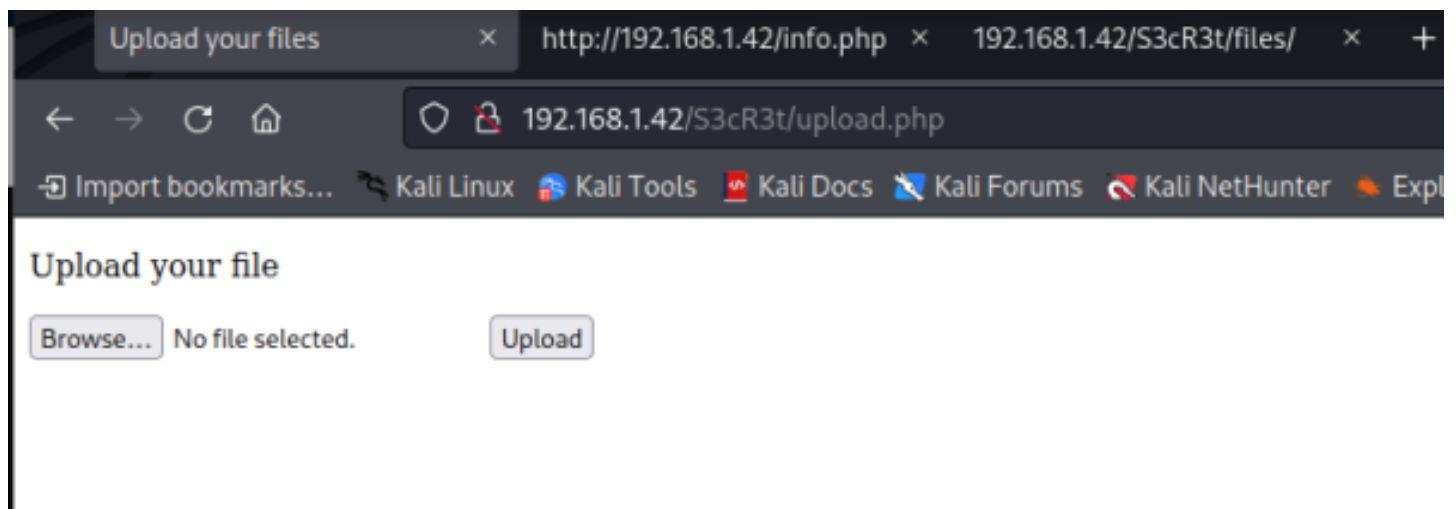 Upload your files × http://192.168.1.42/info.php × 192.168.1.42/S3cR3t/files/ × +
192.168.1.42/S3cR3t/upload.php
Import bookmarks... Kali Linux Kali Tools Kali Docs Kali Forums Kali NetHunter Expl
Upload your file
Browse... No file selected. Upload